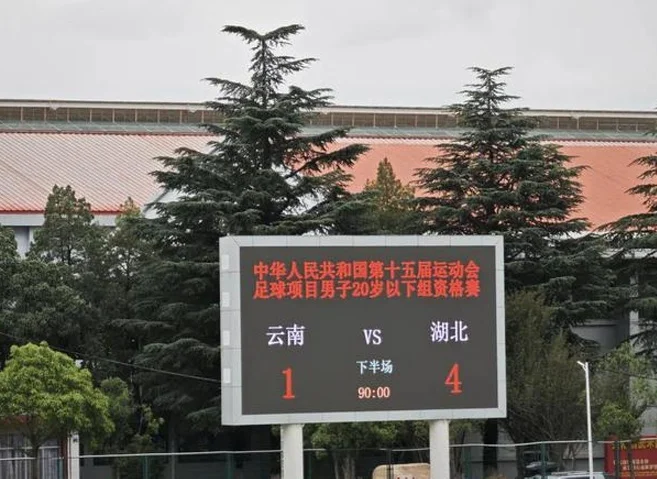 中华人民共和国第十五届运动会
足球项目男子20岁以下组资格赛
云南 VS 湖北
下半场
1 4
90:00